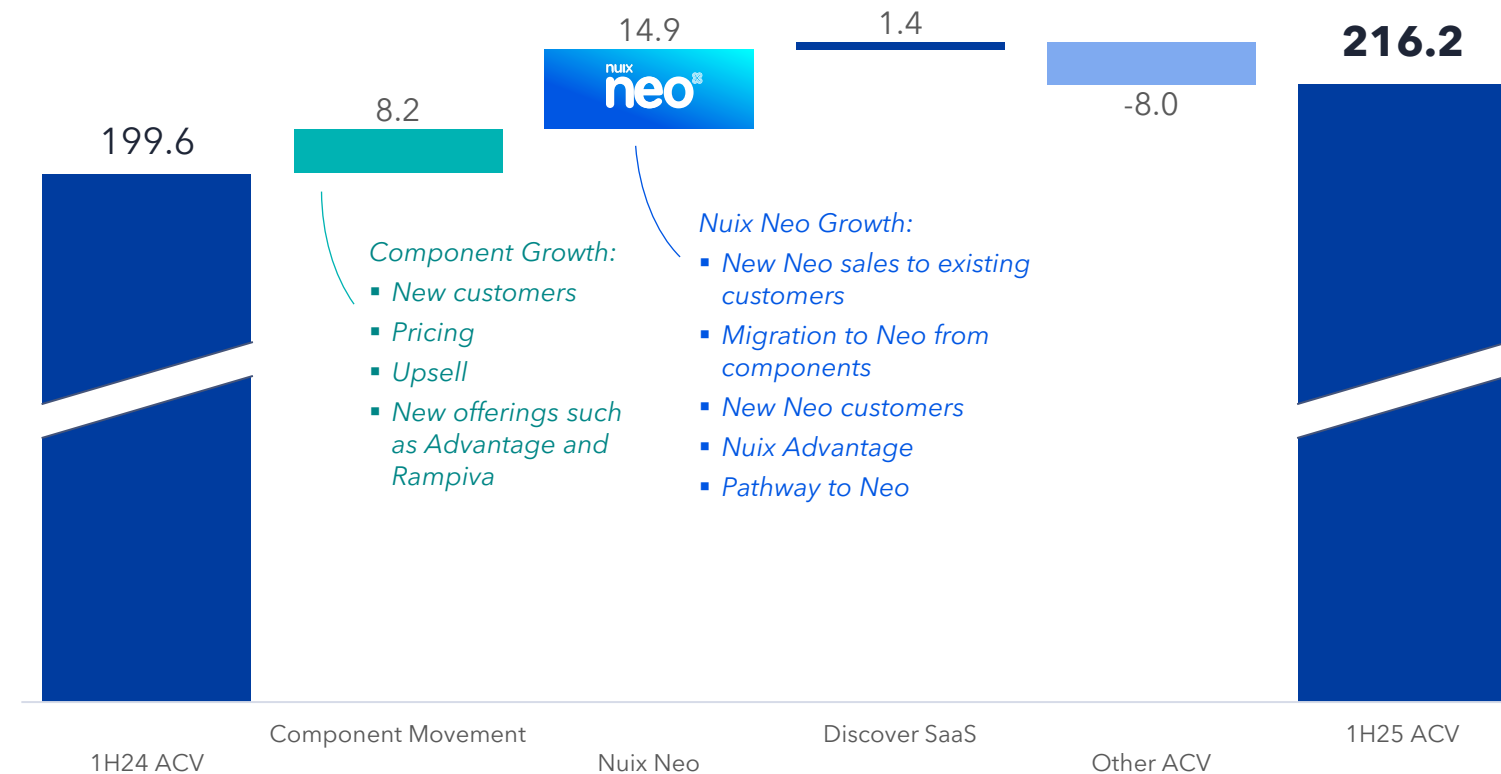 199.6
8.2
14.9
1.4
-8.0
216.2
nuix
neo
Component Growth:
▪ New customers
▪ Pricing
▪ Upsell
▪ New offerings such
as Advantage and
Rampiva
Nuix Neo Growth:
▪ New Neo sales to existing
customers
▪ Migration to Neo from
components
▪ New Neo customers
▪ Nuix Advantage
▪ Pathway to Neo
1H24 ACV
Component Movement
Nuix Neo
Discover SaaS
Other ACV
1H25 ACV